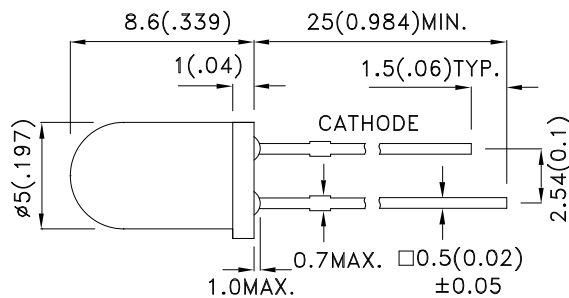 8.6(.339)
25(0.984)MIN.
1(.04)
1.5(.06)TYP.
CATHODE
ø5(.197)
2.54(0.1)
0.7MAX.
□0.5(0.02)
±0.05
1.0MAX.